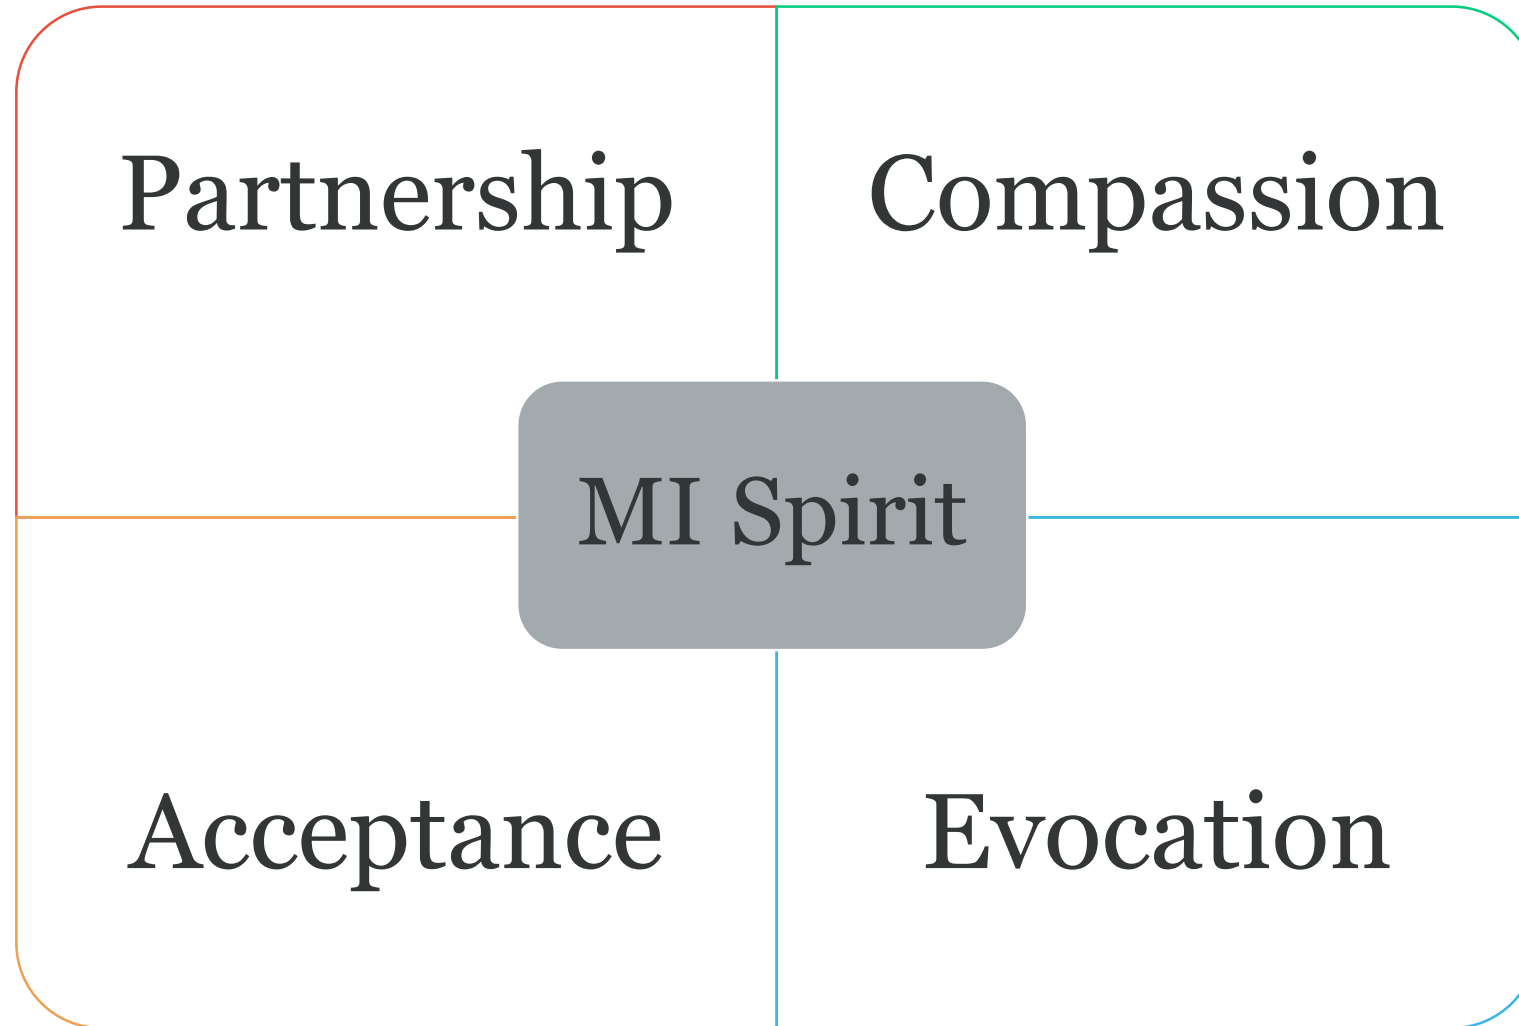 Partnership
Compassion
MI Spirit
Acceptance
Evocation